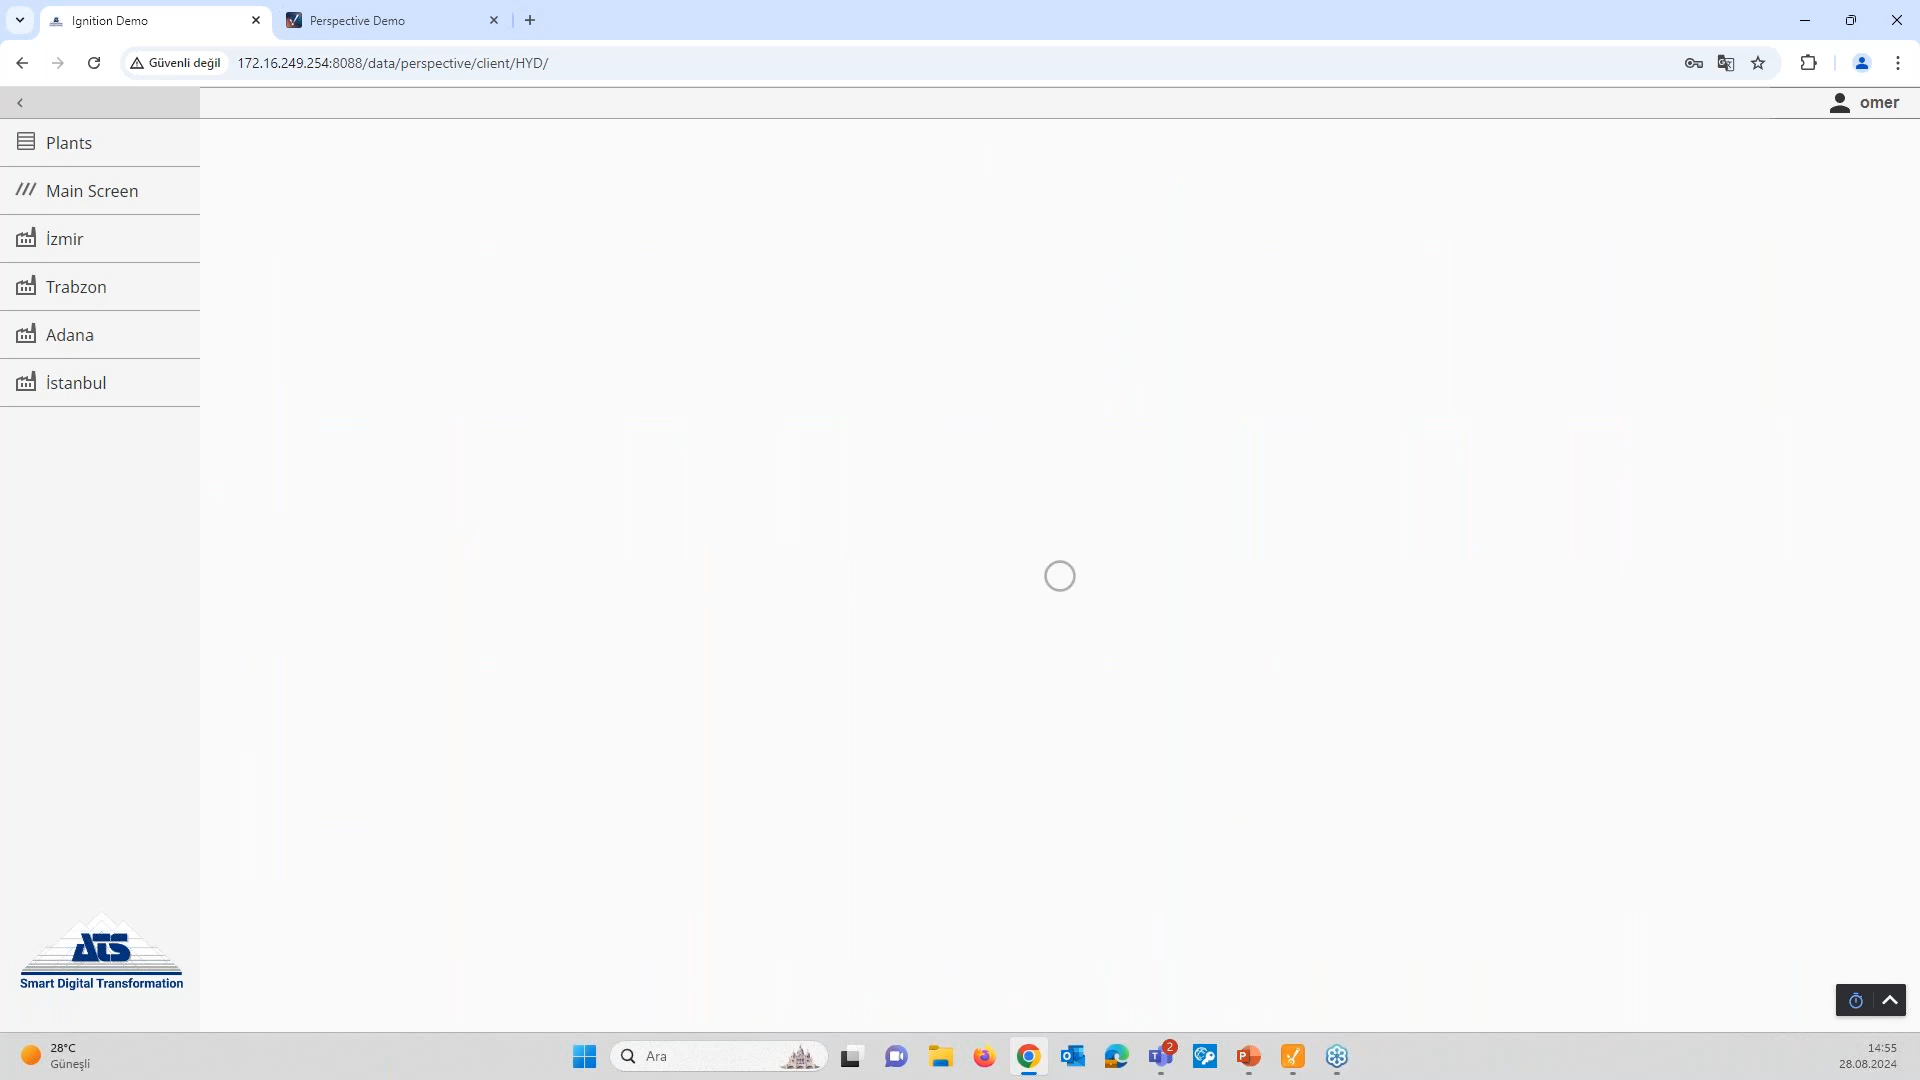 Ignition Demo
Perspective Demo
Güvenli değil
172.16.249.254:8088/data/perspective/client/HYD/
omer
Plants
Main Screen
İzmir
Trabzon
Adana
İstanbul
ATS
Smart Digital Transformation
28°C
Güneşli
Ara
2
14:55
28.08.2024